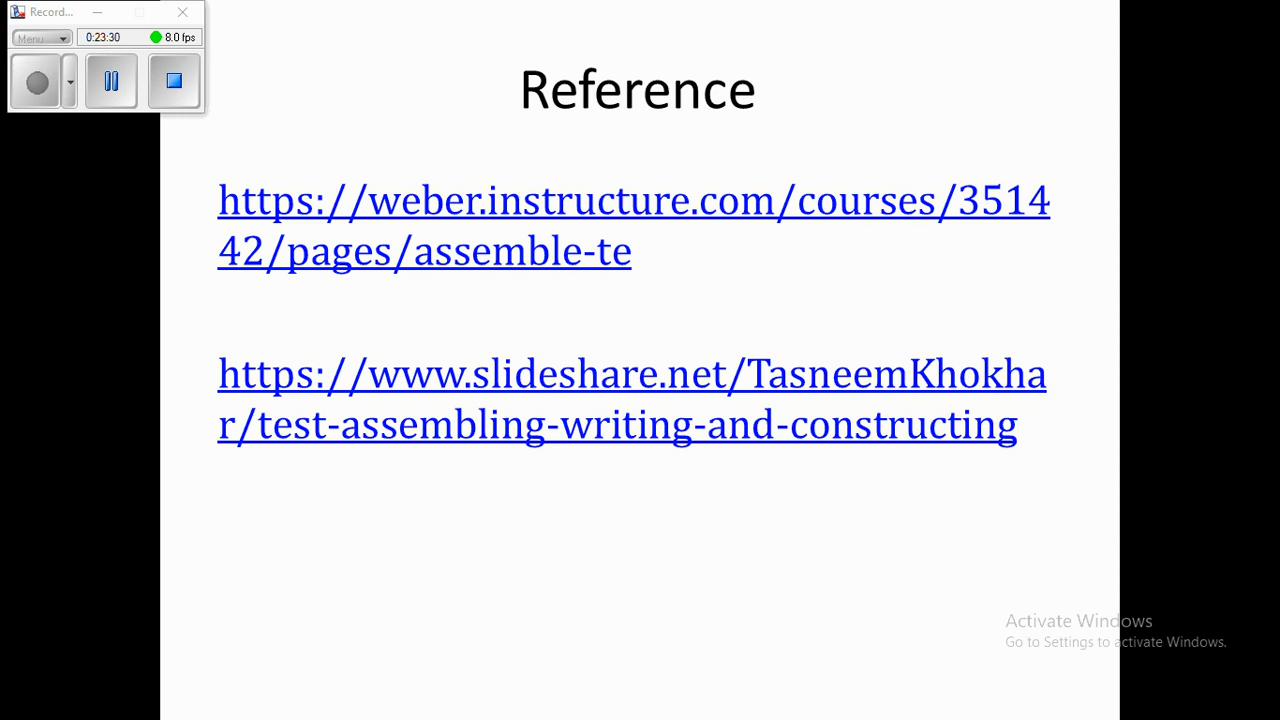 Record...
Menu
0:23:30
8.0 fps
Reference
https://weber.instructure.com/courses/3514
42/pages/assemble-te
https://www.slideshare.net/TasneemKhokha
r/test-assembling-writing-and-constructing
Activate Windows
Go to Settings to activate Windows.